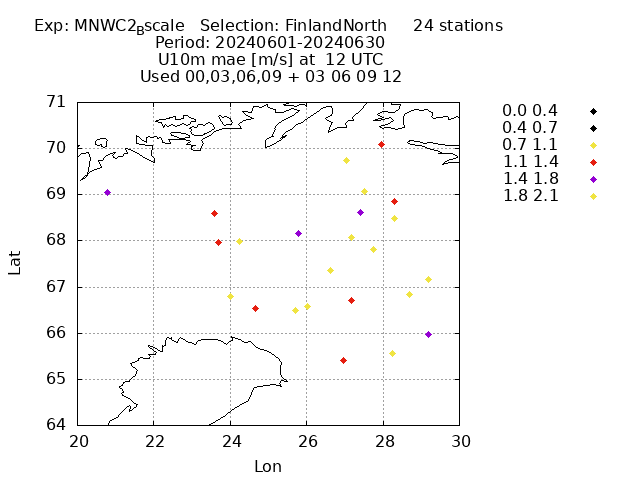 Exp: MNWC2Bscale   Selection: FinlandNorth     24 stations
Period: 20240601-20240630
U10m mae [m/s] at  12 UTC
Used 00,03,06,09 + 03 06 09 12
0.0 0.4
0.4 0.7
0.7 1.1
1.1 1.4
1.4 1.8
1.8 2.1
71
70
69
68
67
66
65
64
Lat
20 22 24 26 28 30
Lon